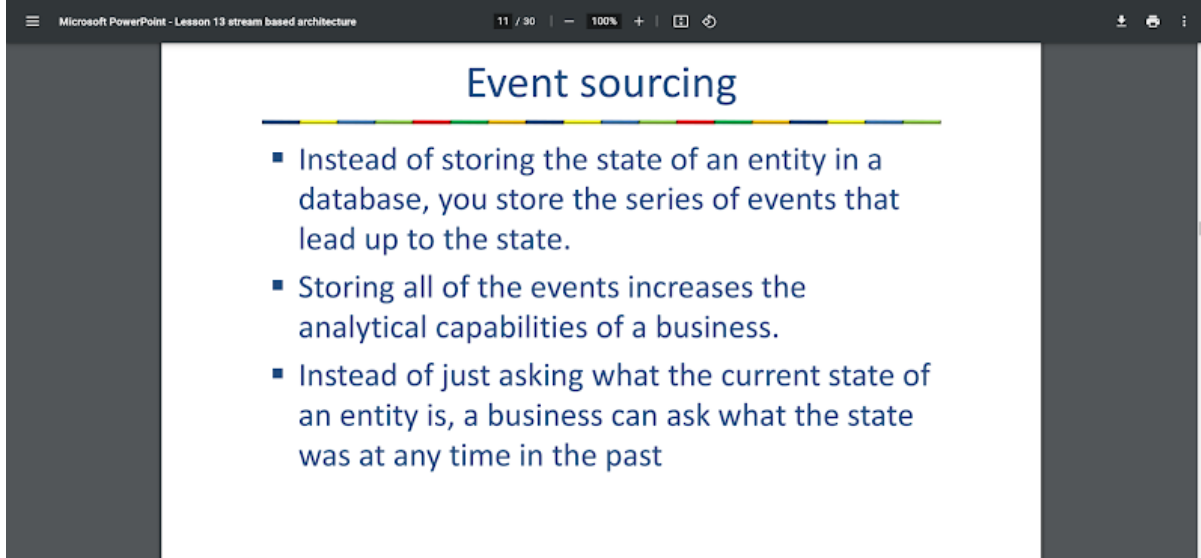 Microsoft PowerPoint - Lesson 13 stream based architecture
11 / 30
100%
Event sourcing
▪ Instead of storing the state of an entity in a
database, you store the series of events that
lead up to the state.
▪ Storing all of the events increases the
analytical capabilities of a business.
▪ Instead of just asking what the current state of
an entity is, a business can ask what the state
was at any time in the past